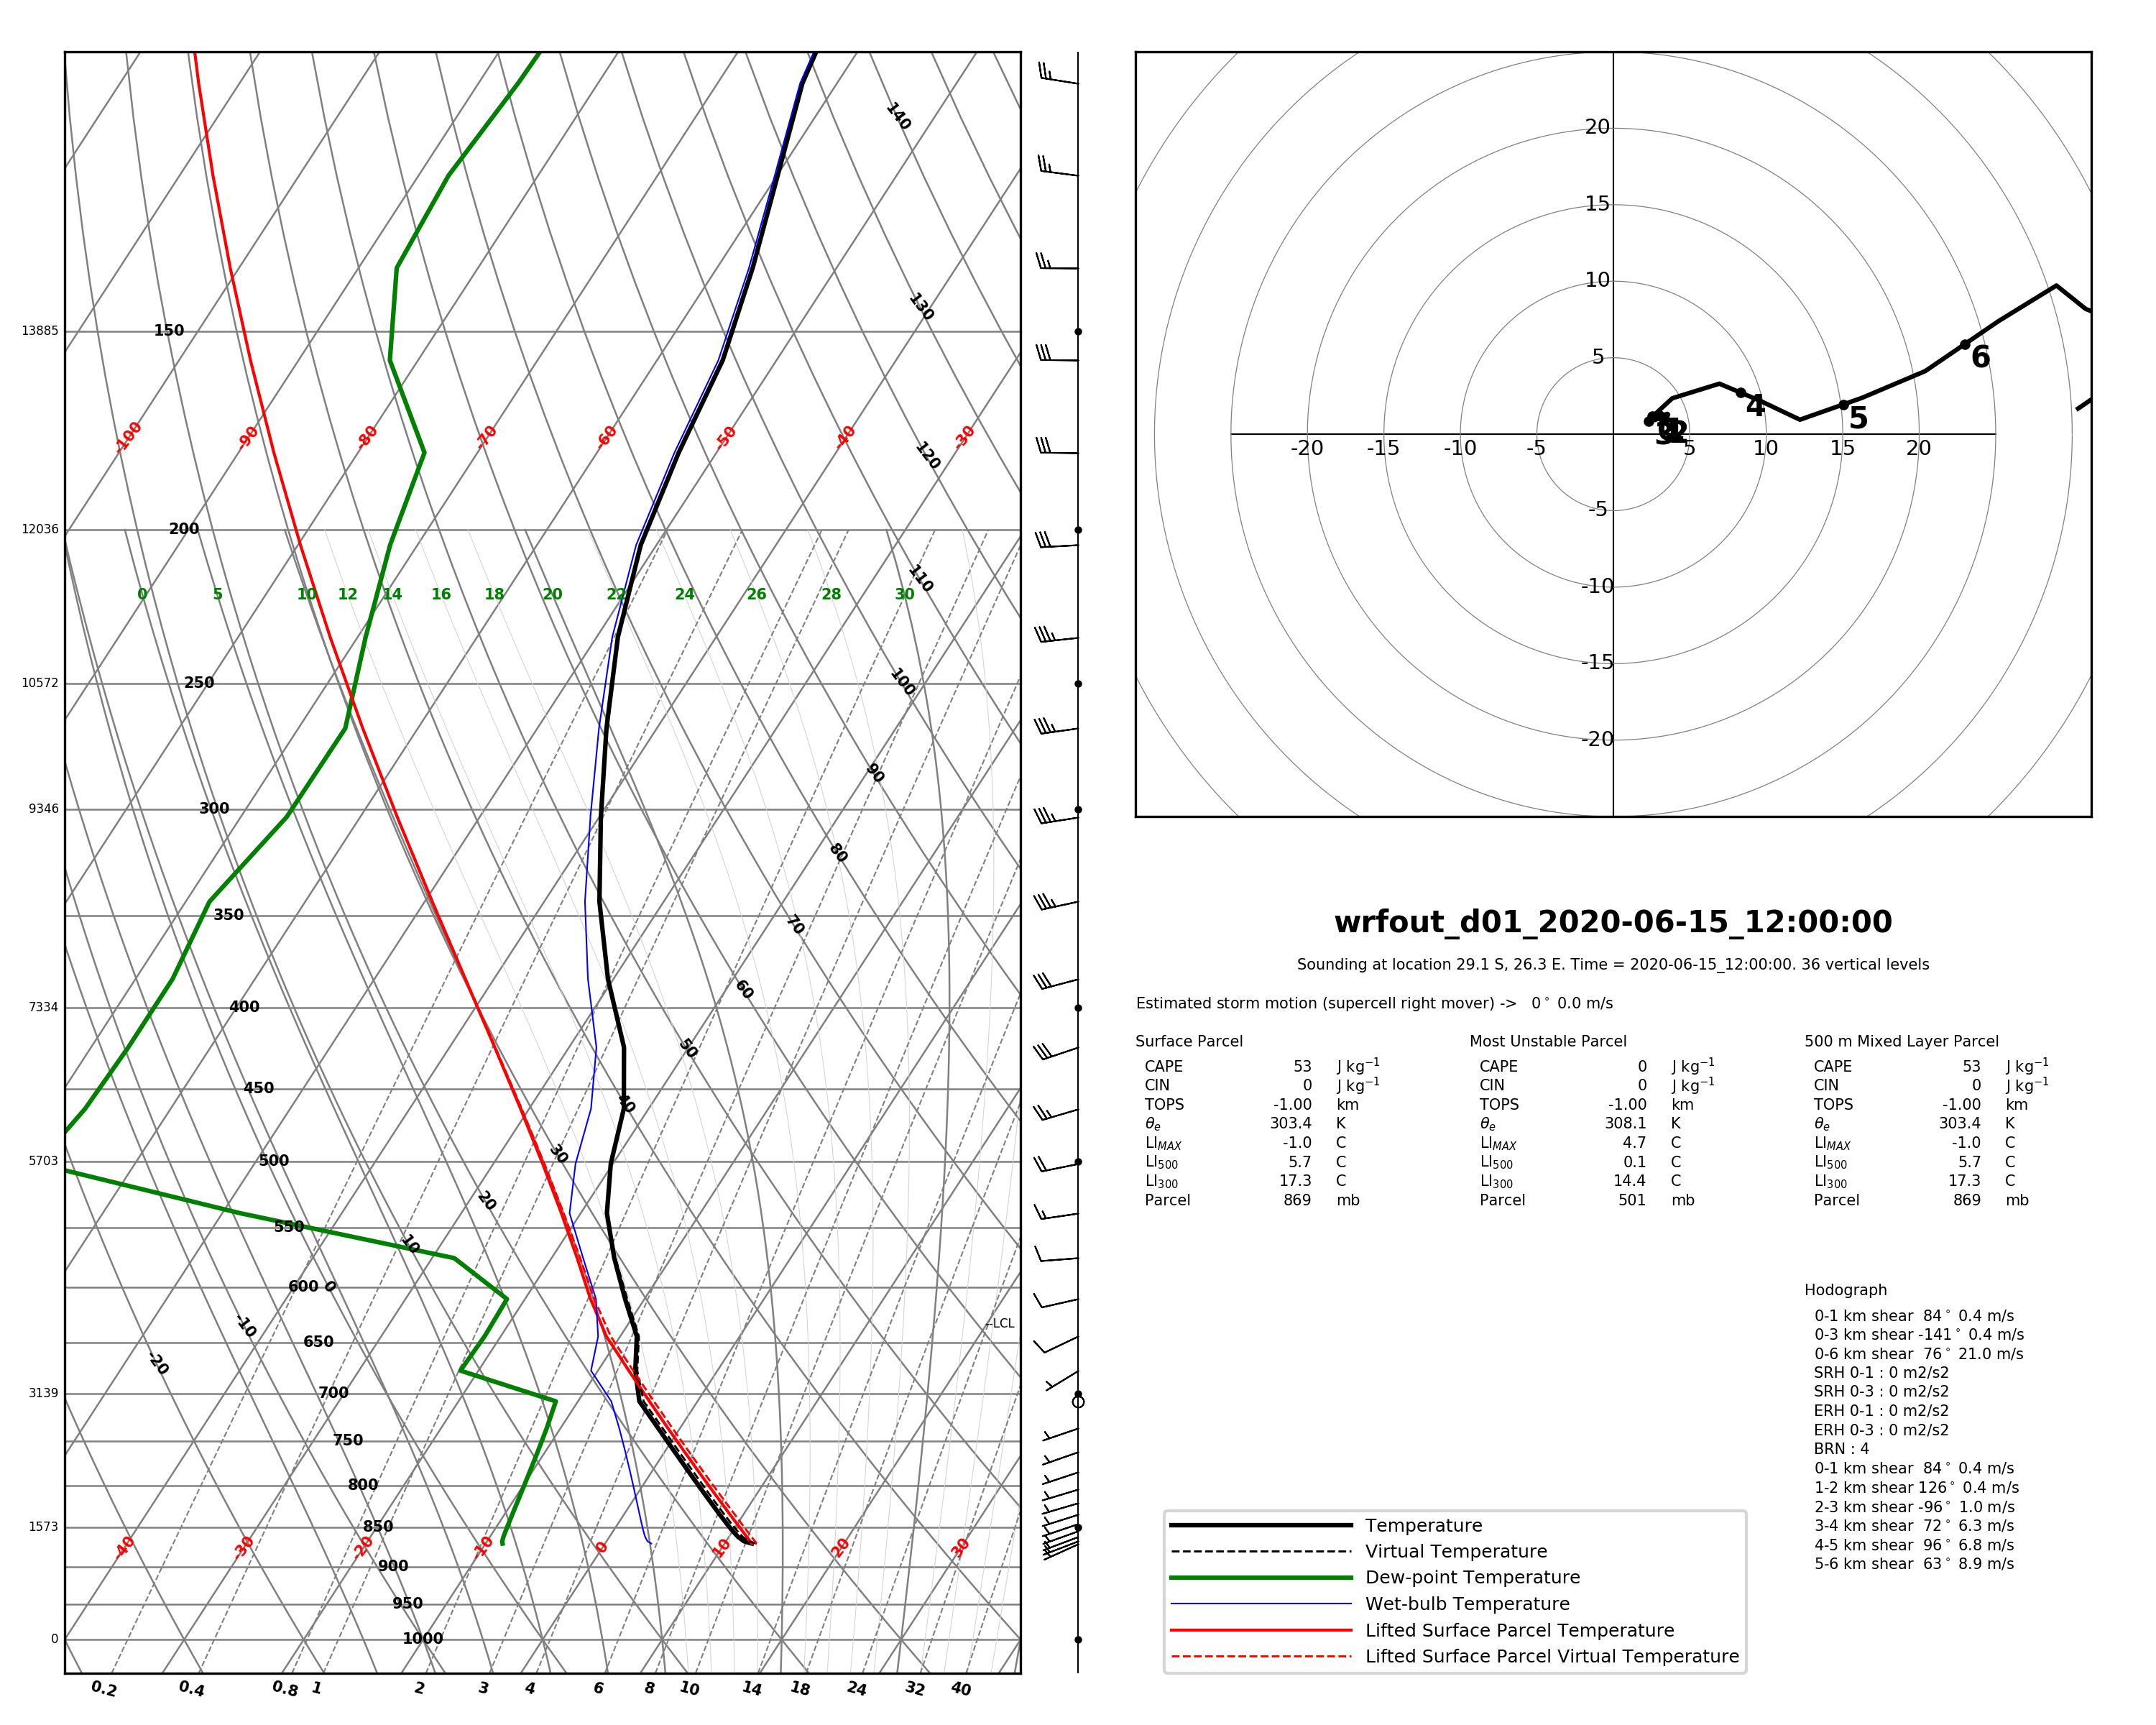 140
130
13885 150
-100 -90 -80 -70 -60 -50 -40 -30
120
12036 200
110
0 5 10 12 14 16 18 20 22 24 26 28 30
10572 250
100
90
9346 300
80
350
70
7334 400
60
50
450
40
5703 500
30
20
550
10
600 0
-10
--LCL
650
-20
3139 700
750
800
1573 850
-40 -30 -20 -10 0 10 20 30
900
950
0 1000
0.2 0.4 0.8 1 2 3 4 6 8 10 14 18 24 32 40
20
15
10
5
-20 -15 -10 -5 5 10 15 20
-5
-10
-15
-20
3 2
4
5
6
wrfout_d01_2020-06-15_12:00:00
Sounding at location 29.1 S, 26.3 E. Time = 2020-06-15_12:00:00. 36 vertical levels
Estimated storm motion (supercell right mover) -> 0° 0.0 m/s
Surface Parcel
CAPE 53 J kg⁻¹
CIN 0 J kg⁻¹
TOPS -1.00 km
θe 303.4 K
LIMAX -1.0 C
LI500 5.7 C
LI300 17.3 C
Parcel 869 mb
Most Unstable Parcel
CAPE 0 J kg⁻¹
CIN 0 J kg⁻¹
TOPS -1.00 km
θe 308.1 K
LIMAX 4.7 C
LI500 0.1 C
LI300 14.4 C
Parcel 501 mb
500 m Mixed Layer Parcel
CAPE 53 J kg⁻¹
CIN 0 J kg⁻¹
TOPS -1.00 km
θe 303.4 K
LIMAX -1.0 C
LI500 5.7 C
LI300 17.3 C
Parcel 869 mb
Hodograph
0-1 km shear 84° 0.4 m/s
0-3 km shear -141° 0.4 m/s
0-6 km shear 76° 21.0 m/s
SRH 0-1 : 0 m2/s2
SRH 0-3 : 0 m2/s2
ERH 0-1 : 0 m2/s2
ERH 0-3 : 0 m2/s2
BRN : 4
0-1 km shear 84° 0.4 m/s
1-2 km shear 126° 0.4 m/s
2-3 km shear -96° 1.0 m/s
3-4 km shear 72° 6.3 m/s
4-5 km shear 96° 6.8 m/s
5-6 km shear 63° 8.9 m/s
Temperature
Virtual Temperature
Dew-point Temperature
Wet-bulb Temperature
Lifted Surface Parcel Temperature
Lifted Surface Parcel Virtual Temperature